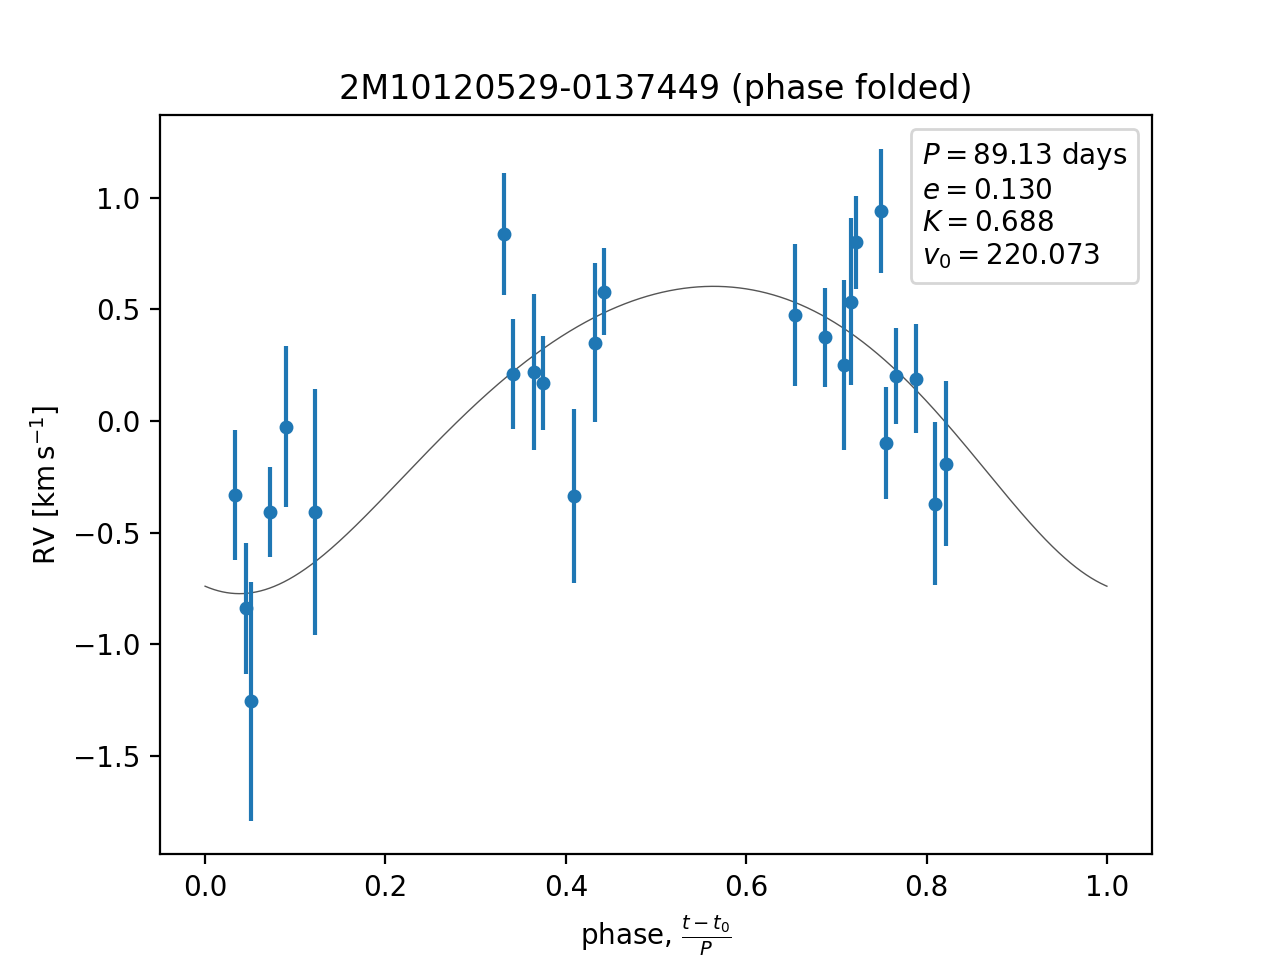 2M10120529-0137449 (phase folded)
P = 89.13 days
e = 0.130
K = 0.688
v₀ = 220.073
1.0
0.5
0.0
−0.5
−1.0
−1.5
RV [km s⁻¹]
0.0 0.2 0.4 0.6 0.8 1.0
phase, (t − t₀)/P